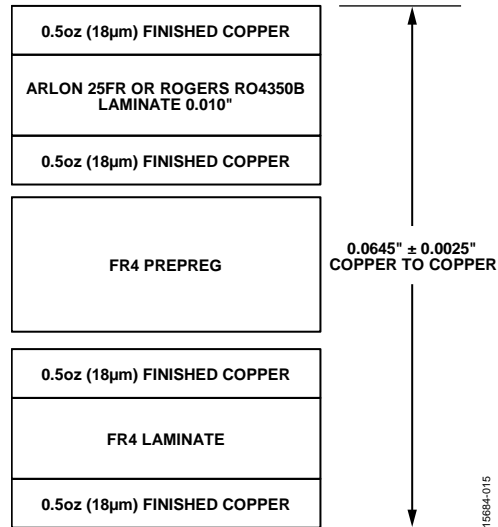 0.5oz (18µm) FINISHED COPPER
ARLON 25FR OR ROGERS RO4350B
LAMINATE 0.010"
0.5oz (18µm) FINISHED COPPER
FR4 PREPREG
0.0645" ± 0.0025"
COPPER TO COPPER
0.5oz (18µm) FINISHED COPPER
FR4 LAMINATE
0.5oz (18µm) FINISHED COPPER
15684-015